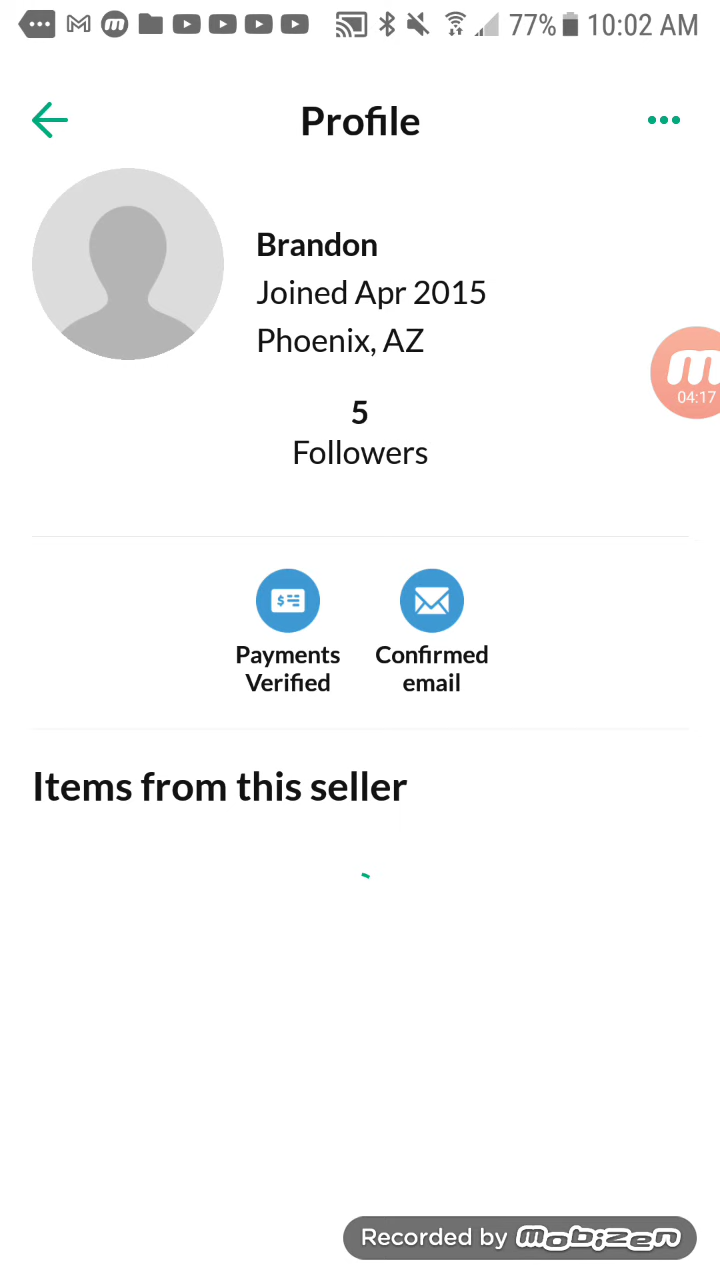 77% 10:02 AM
Profile
Brandon
Joined Apr 2015
Phoenix, AZ
04:17
5
Followers
Payments
Verified
Confirmed
email
Items from this seller
Recorded by mobizen